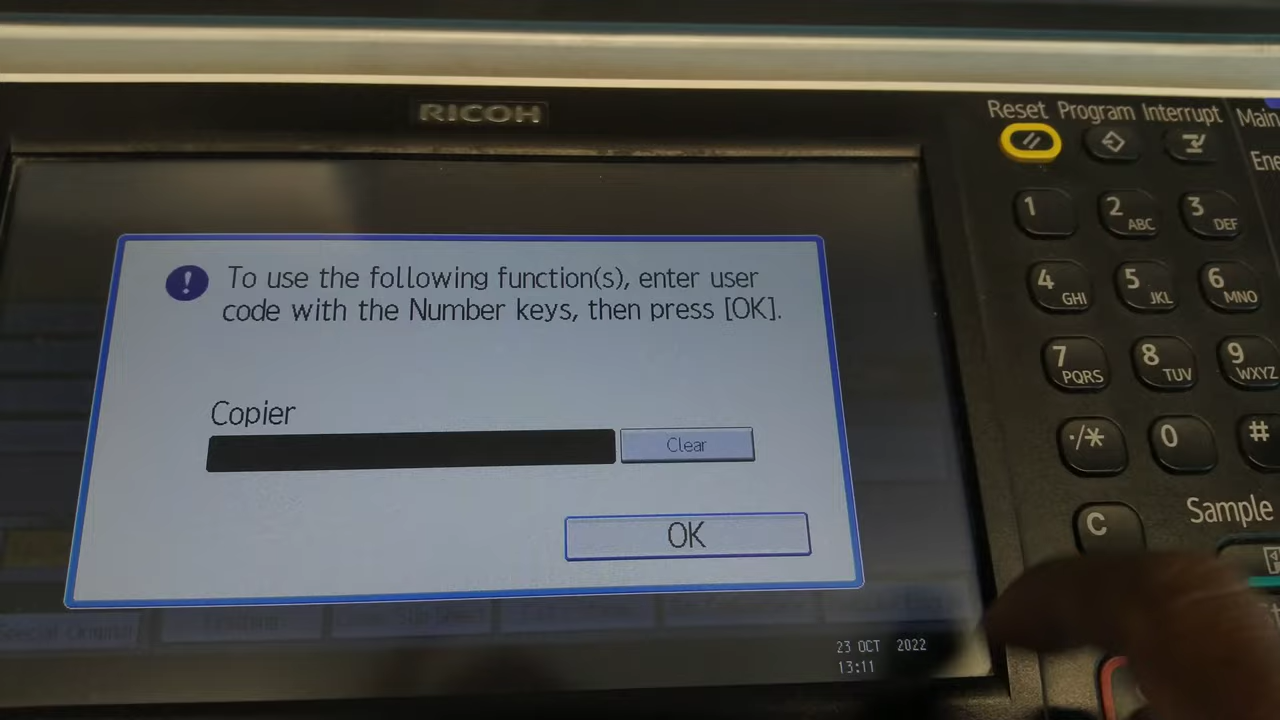 RICOH
Reset Program Interrupt
To use the following function(s), enter user
code with the Number keys, then press [OK].
Copier
Clear
OK
23 OCT 2022
13:11
1
2 ABC
3 DEF
4 GHI
5 JKL
6 MNO
7 PQRS
8 TUV
9 WXYZ
./*
0
#
C
Sample